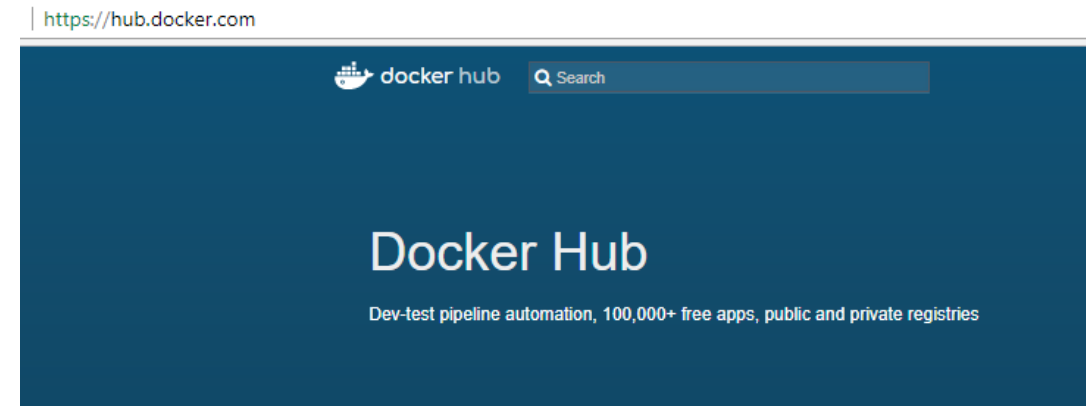 https://hub.docker.com
docker hub Search
Docker Hub
Dev-test pipeline automation, 100,000+ free apps, public and private registries